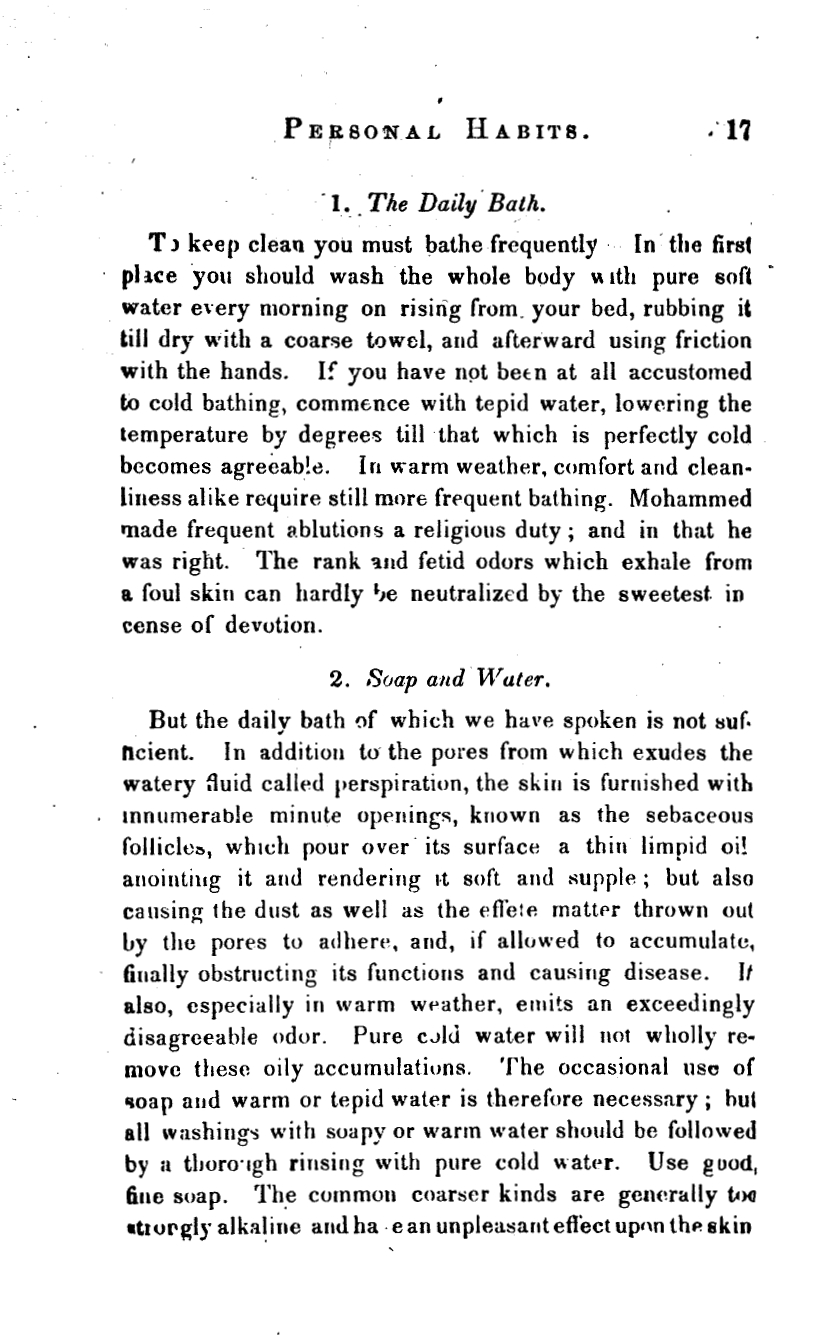 PERSONAL HABITS. 17
1. The Daily Bath.
To keep clean you must bathe frequently In the first
place you should wash the whole body with pure soft
water every morning on rising from your bed, rubbing it
till dry with a coarse towel, and afterward using friction
with the hands. If you have not been at all accustomed
to cold bathing, commence with tepid water, lowering the
temperature by degrees till that which is perfectly cold
becomes agreeable. In warm weather, comfort and clean-
liness alike require still more frequent bathing. Mohammed
made frequent ablutions a religious duty; and in that he
was right. The rank and fetid odors which exhale from
a foul skin can hardly be neutralized by the sweetest in
cense of devotion.
2. Soap and Water.
But the daily bath of which we have spoken is not suf-
ficient. In addition to the pores from which exudes the
watery fluid called perspiration, the skin is furnished with
innumerable minute openings, known as the sebaceous
follicles, which pour over its surface a thin limpid oil
anointing it and rendering it soft and supple; but also
causing the dust as well as the effete matter thrown out
by the pores to adhere, and, if allowed to accumulate,
finally obstructing its functions and causing disease. It
also, especially in warm weather, emits an exceedingly
disagreeable odor. Pure cold water will not wholly re-
move these oily accumulations. The occasional use of
soap and warm or tepid water is therefore necessary; but
all washings with soapy or warm water should be followed
by a thorough rinsing with pure cold water. Use good,
fine soap. The common coarser kinds are generally too
strongly alkaline and have an unpleasant effect upon the skin